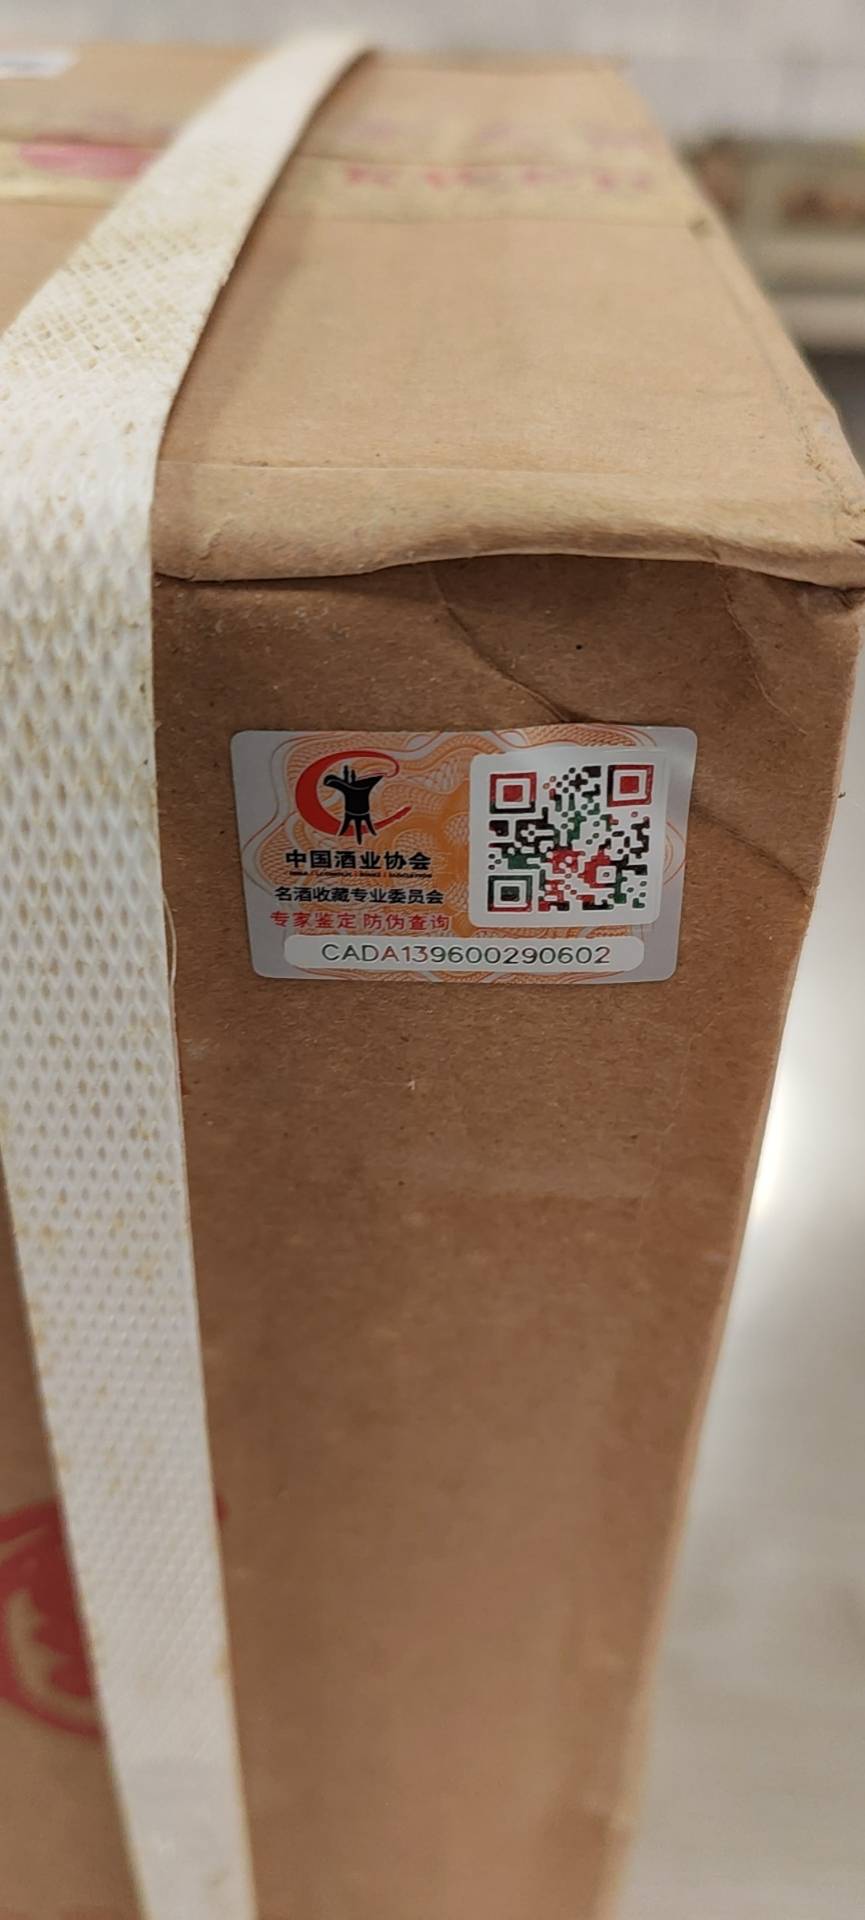 中国酒业协会
名酒收藏专业委员会
专家鉴定 防伪查询
CADA139600290602